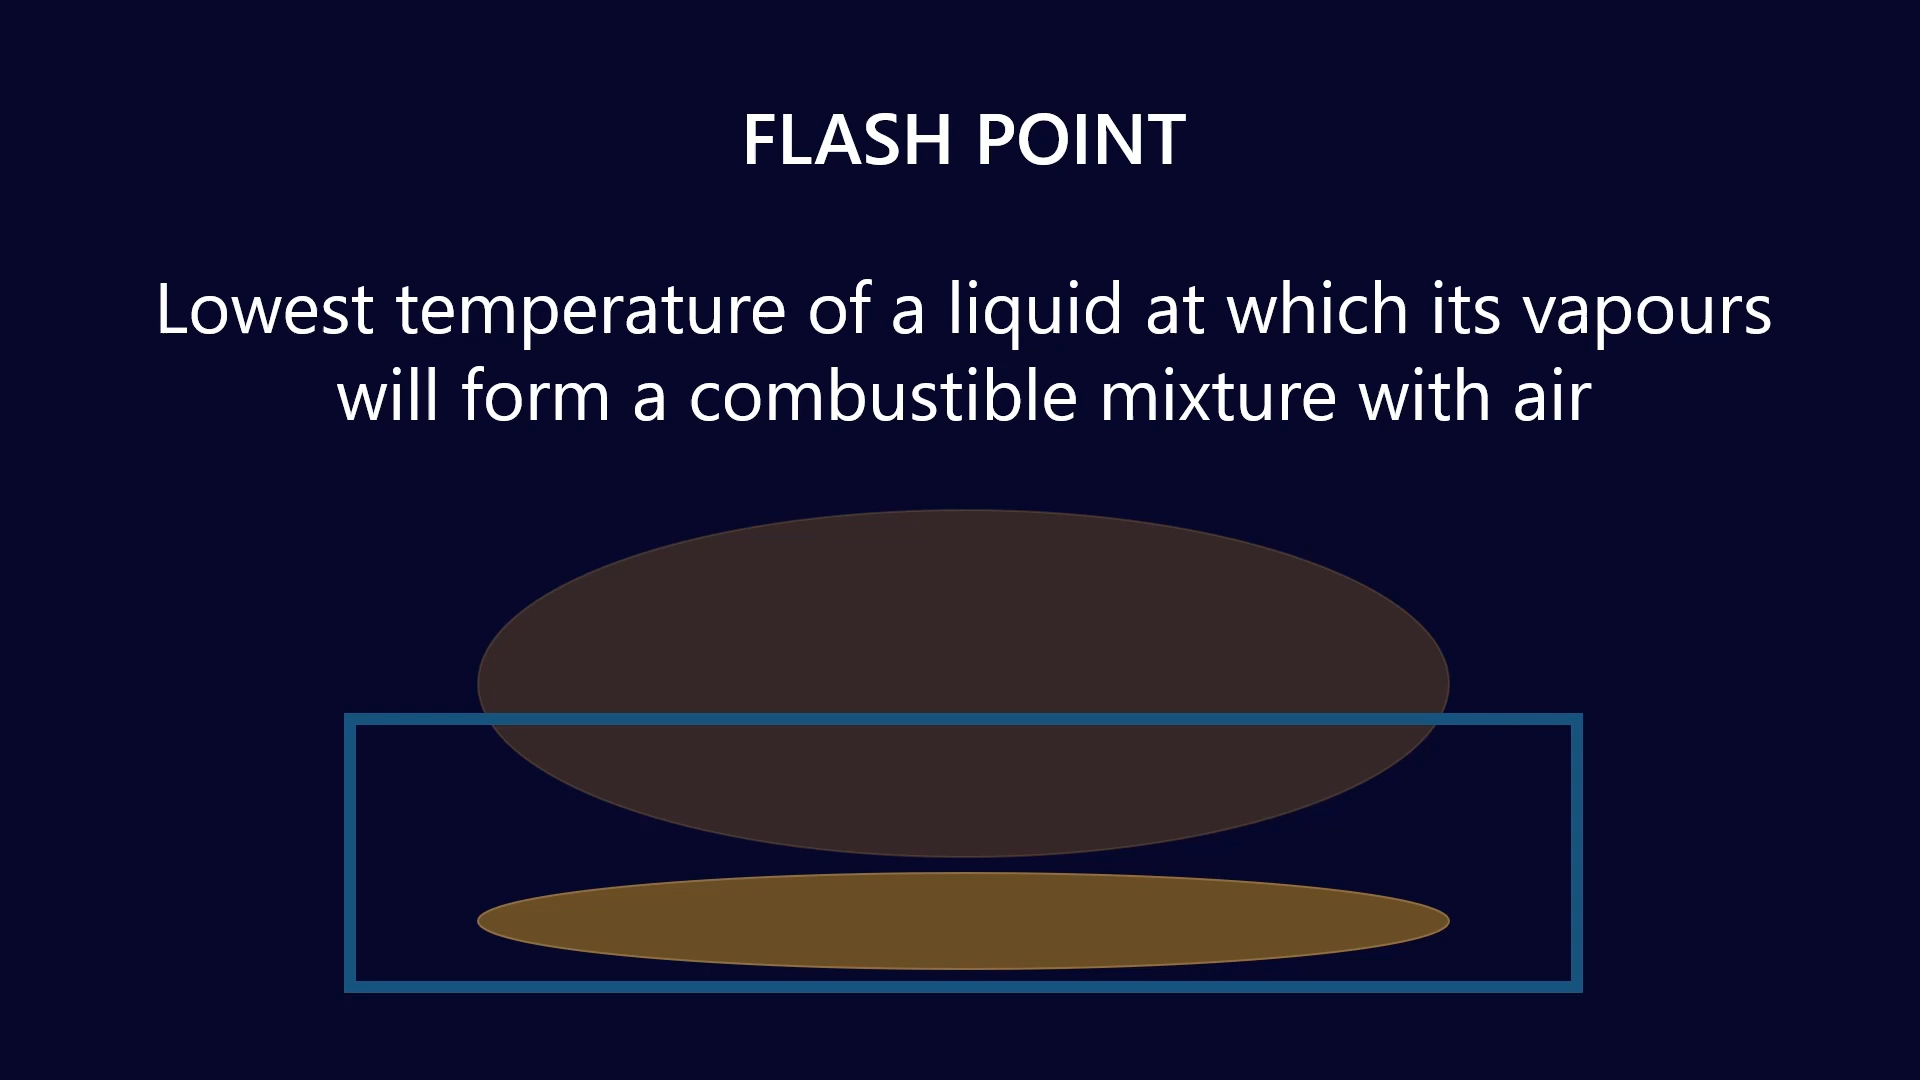 FLASH POINT
Lowest temperature of a liquid at which its vapours
will form a combustible mixture with air